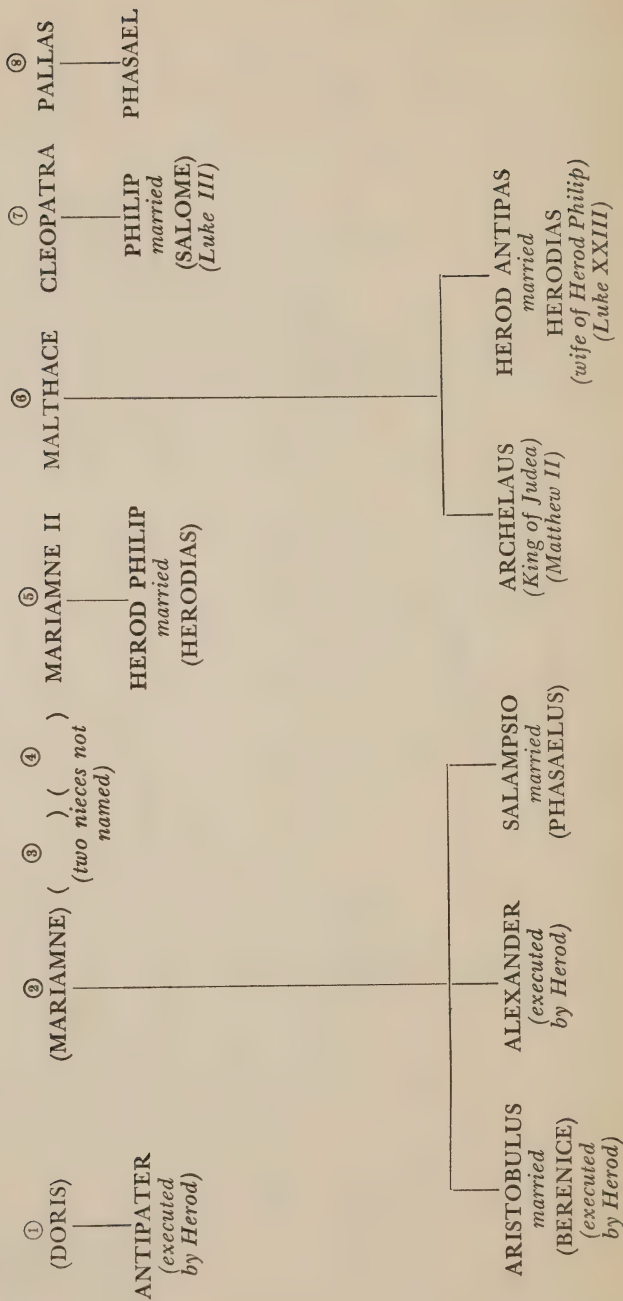 ①
(DORIS)
ANTIPATER
(executed
by Herod)
②
(MARIAMNE)
ARISTOBULUS
married
(BERENICE)
(executed
by Herod)
ALEXANDER
(executed
by Herod)
SALAMPSIO
married
(PHASAELUS)
( ③ ) ( ④ )
(two nieces not
named)
⑤
MARIAMNE II
HEROD PHILIP
married
(HERODIAS)
⑥
MALTHACE
ARCHELAUS
(King of Judea)
(Matthew II)
HEROD ANTIPAS
married
HERODIAS
(wife of Herod Philip)
(Luke XXIII)
⑦
CLEOPATRA
PHILIP
married
(SALOME)
(Luke III)
⑧
PALLAS
PHASAEL